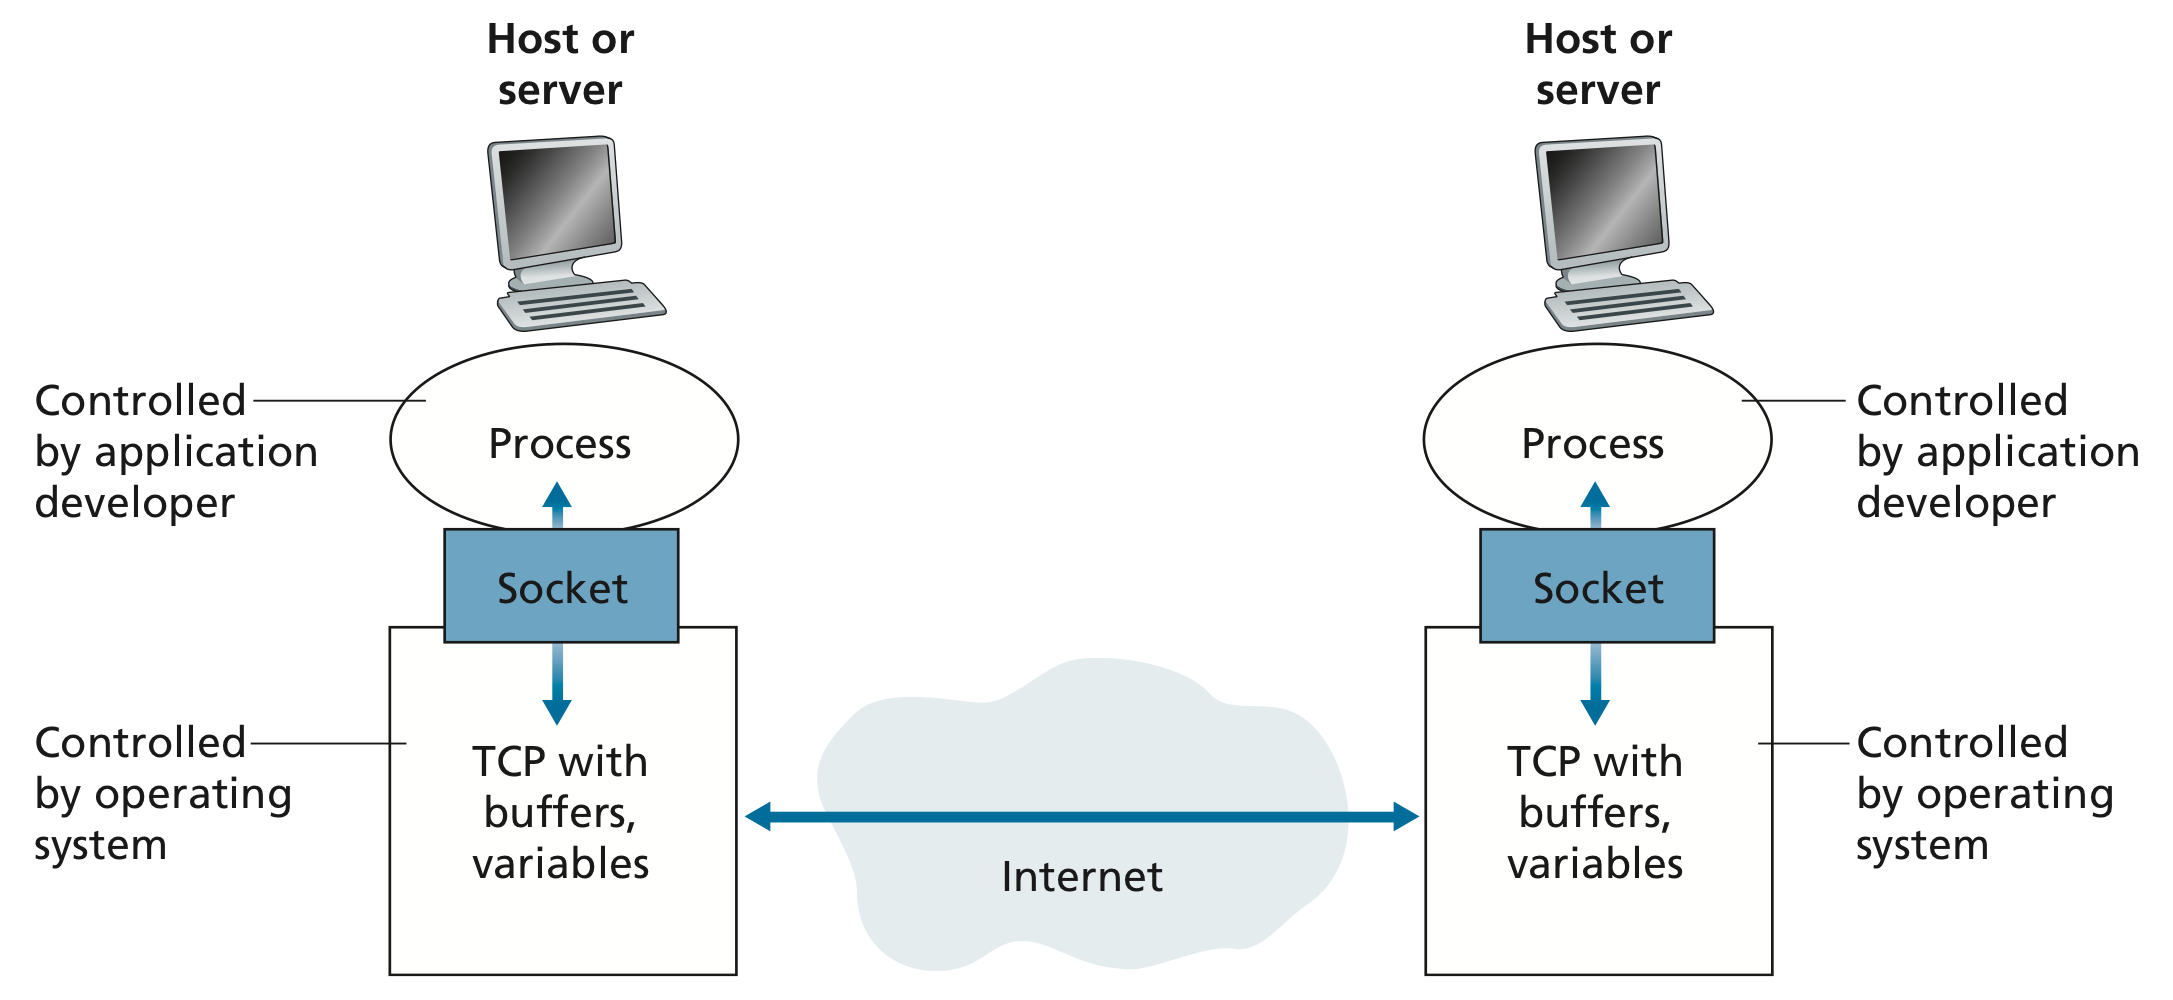 Host or
server
Host or
server
Controlled
by application
developer
Process
Process
Controlled
by application
developer
Socket
Socket
Controlled
by operating
system
TCP with
buffers,
variables
Internet
TCP with
buffers,
variables
Controlled
by operating
system